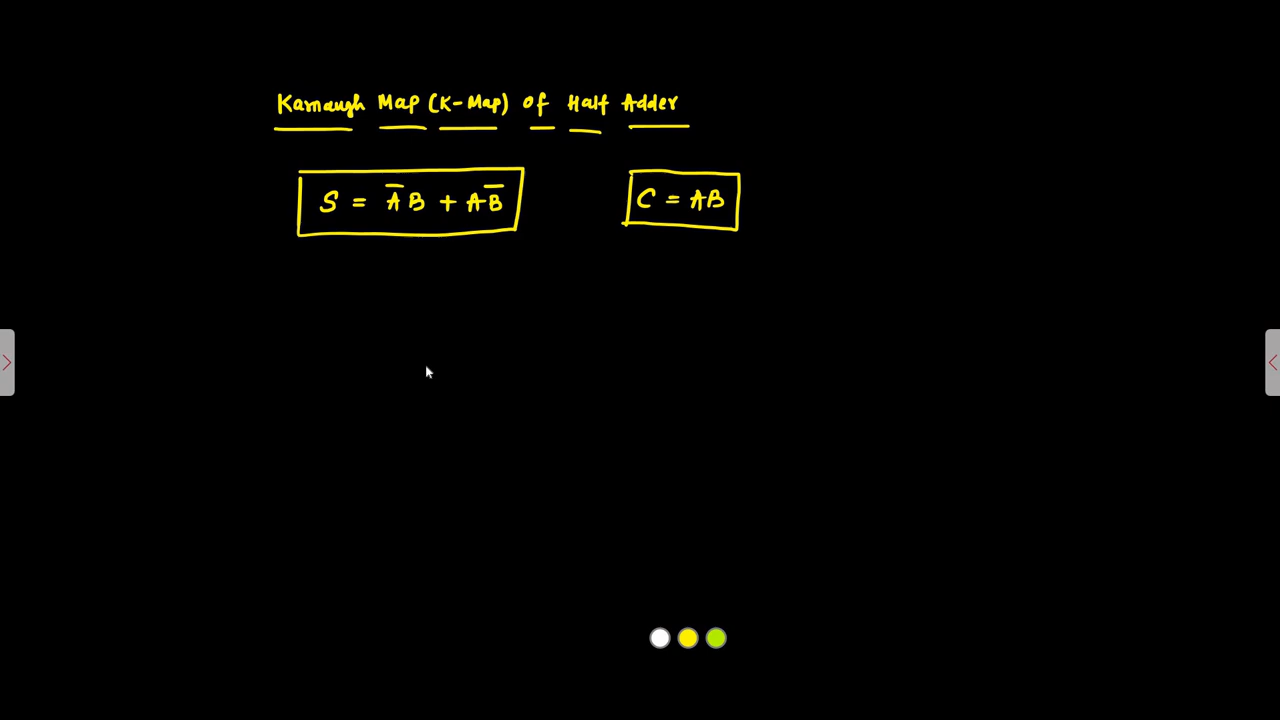 Karnaugh Map (K-Map) Of Half Adder
S = A̅B + AB̅
C = AB